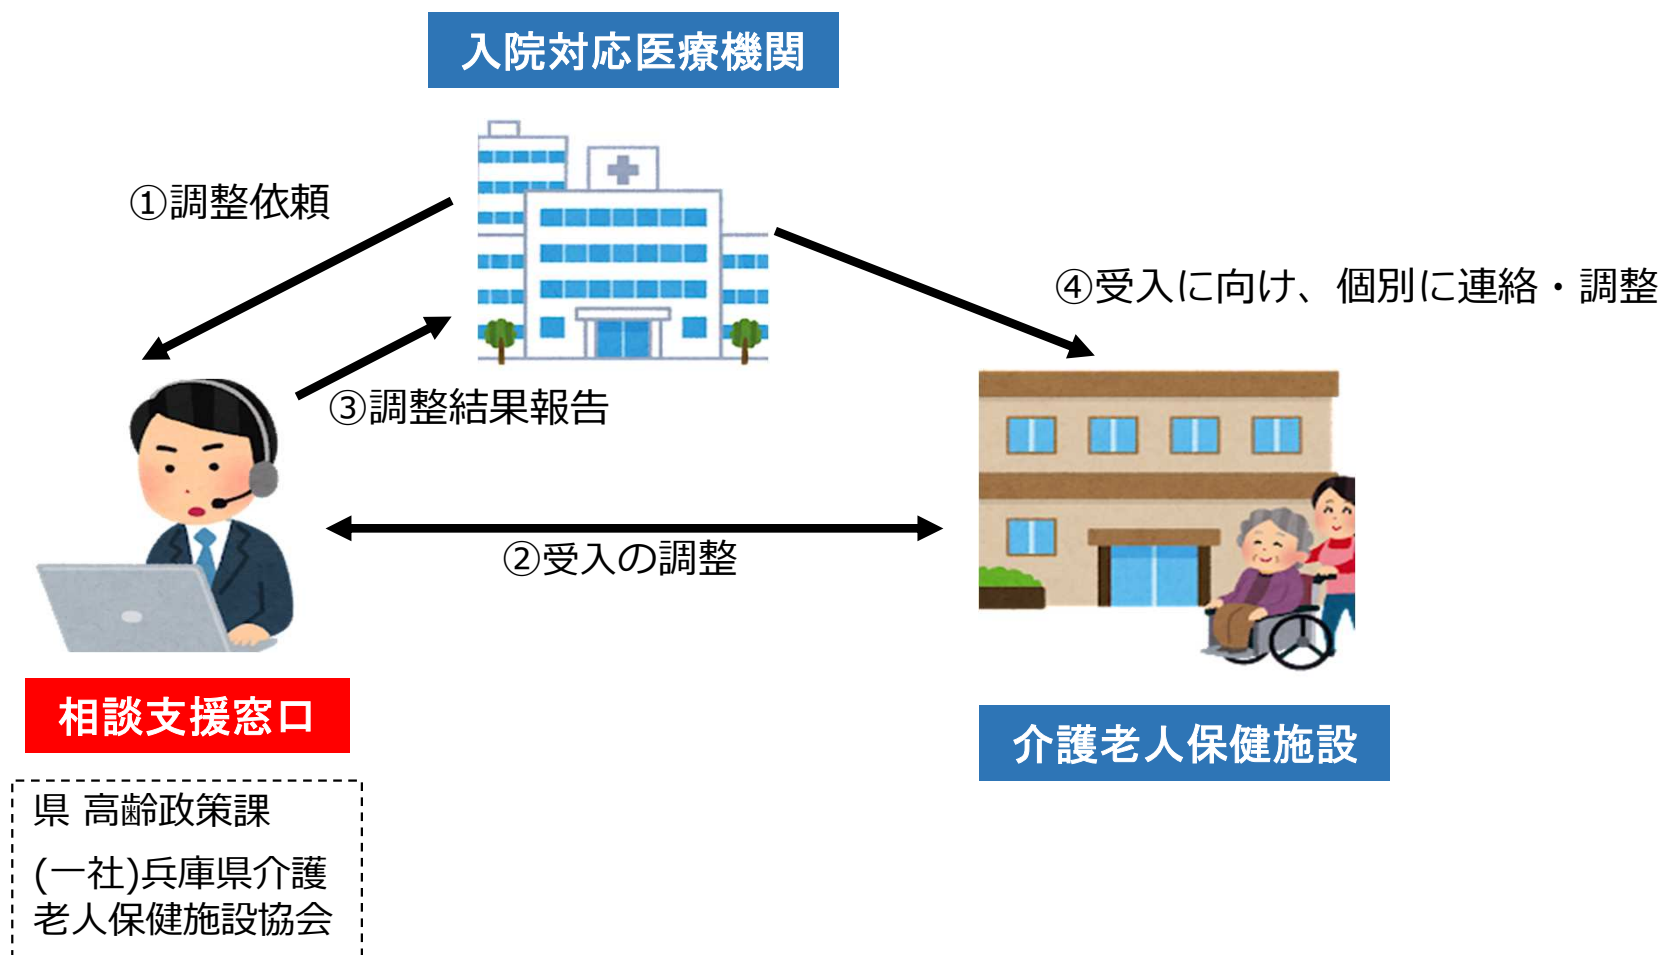 入院対応医療機関
①調整依頼
④受入に向け、個別に連絡・調整
③調整結果報告
②受入の調整
相談支援窓口
介護老人保健施設
県 高齢政策課
(一社)兵庫県介護
老人保健施設協会